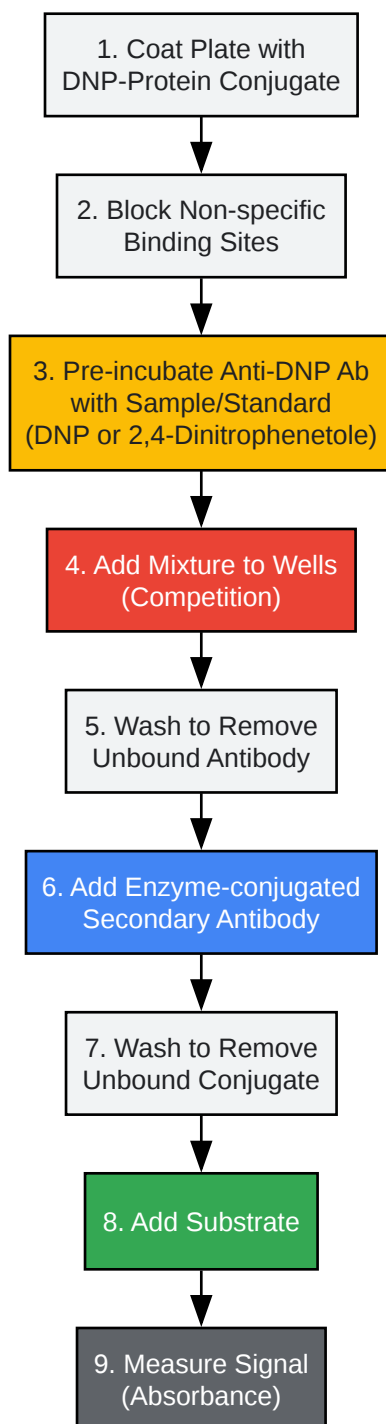 1. Coat Plate with
DNP-Protein Conjugate
2. Block Non-specific
Binding Sites
3. Pre-incubate Anti-DNP Ab
with Sample/Standard
(DNP or 2,4-Dinitrophenetole)
4. Add Mixture to Wells
(Competition)
5. Wash to Remove
Unbound Antibody
6. Add Enzyme-conjugated
Secondary Antibody
7. Wash to Remove
Unbound Conjugate
8. Add Substrate
9. Measure Signal
(Absorbance)